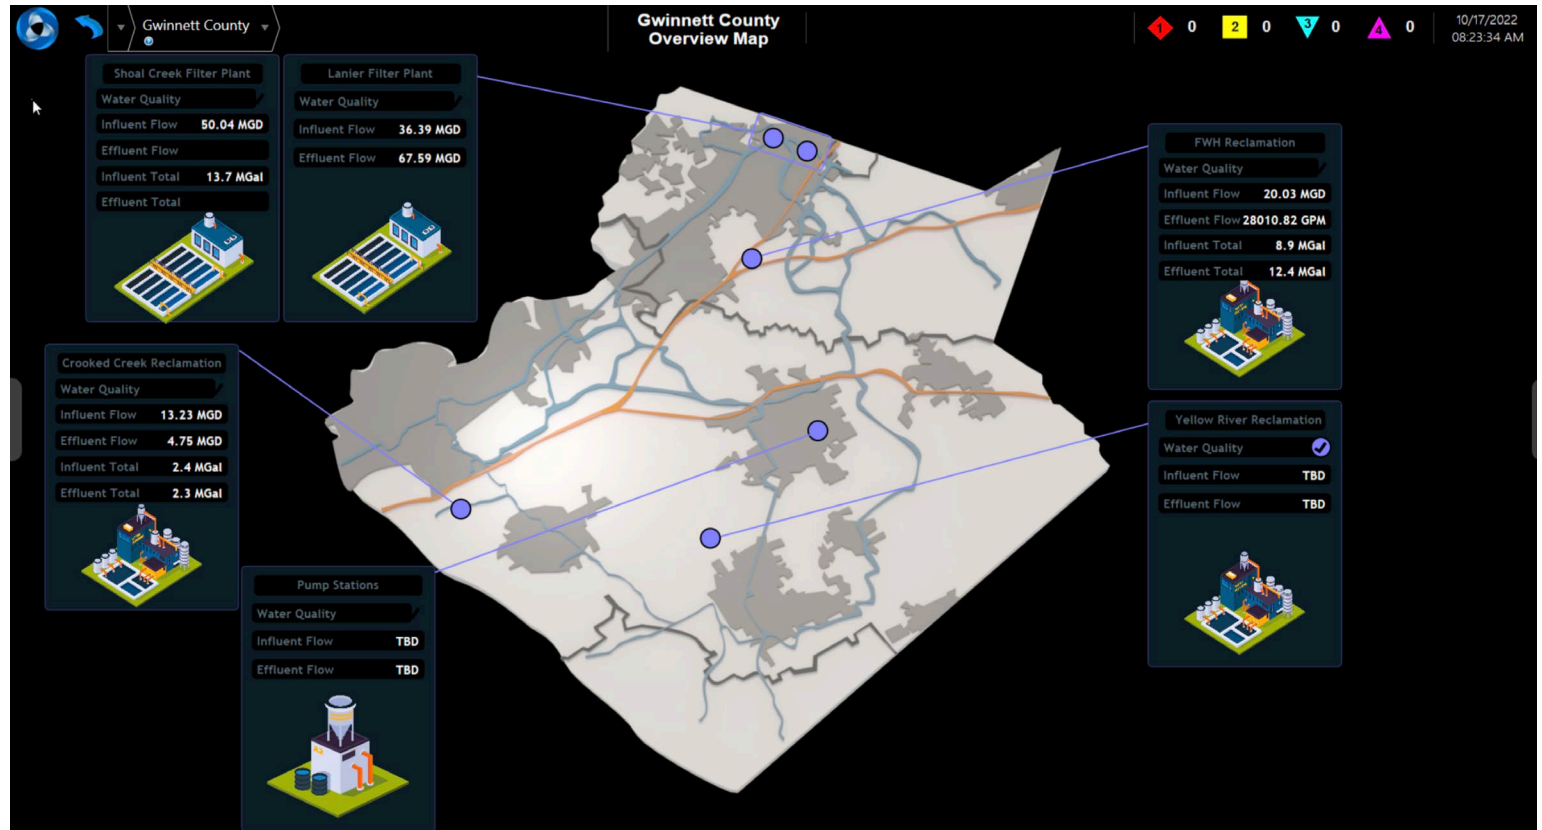 Gwinnett County
Gwinnett County
Overview Map
1 0
2 0
3 0
4 0
10/17/2022
08:23:34 AM
Shoal Creek Filter Plant
Water Quality
Influent Flow 50.04 MGD
Effluent Flow
Influent Total 13.7 MGal
Effluent Total
Lanier Filter Plant
Water Quality
Influent Flow 36.39 MGD
Effluent Flow 67.59 MGD
FWH Reclamation
Water Quality
Influent Flow 20.03 MGD
Effluent Flow 28010.82 GPM
Influent Total 8.9 MGal
Effluent Total 12.4 MGal
Crooked Creek Reclamation
Water Quality
Influent Flow 13.23 MGD
Effluent Flow 4.75 MGD
Influent Total 2.4 MGal
Effluent Total 2.3 MGal
Yellow River Reclamation
Water Quality
Influent Flow TBD
Effluent Flow TBD
Pump Stations
Water Quality
Influent Flow TBD
Effluent Flow TBD